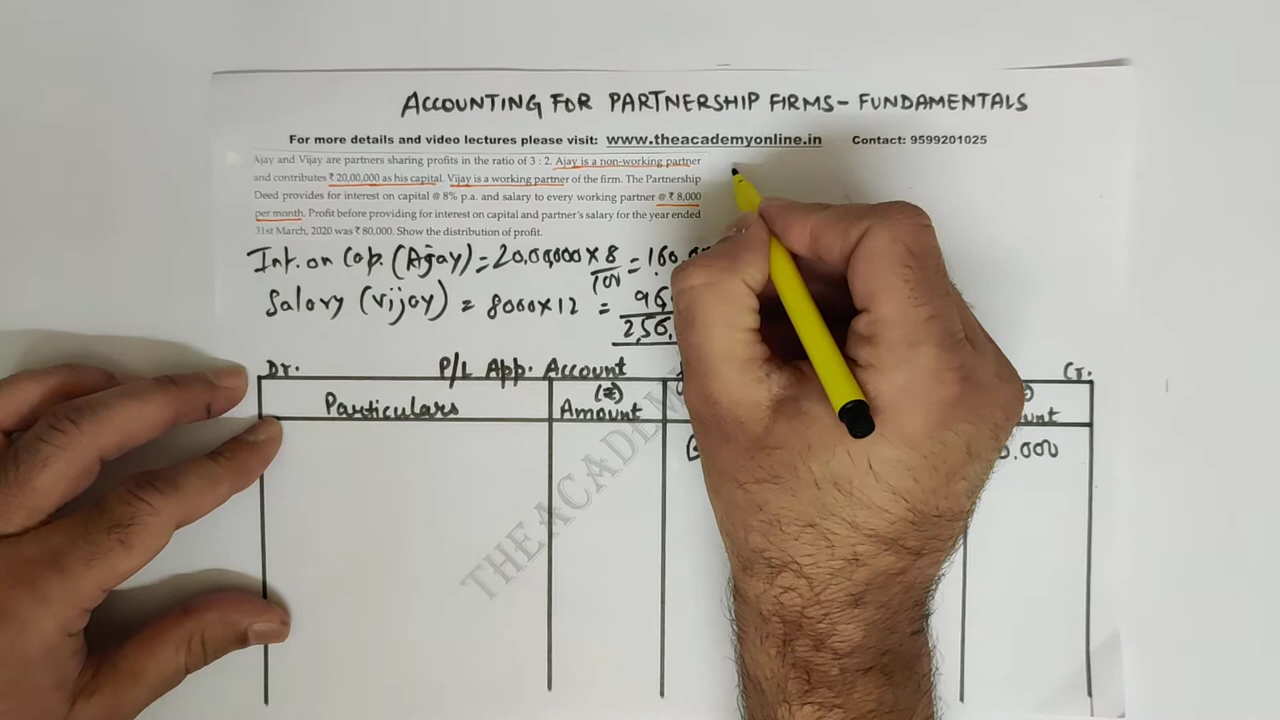 ACCOUNTING FOR PARTNERSHIP FIRMS- FUNDAMENTALS
For more details and video lectures please visit: www.theacademyonline.in Contact: 9599201025
Ajay and Vijay are partners sharing profits in the ratio of 3 : 2. Ajay is a non-working partner
and contributes ₹ 20,00,000 as his capital. Vijay is a working partner of the firm. The Partnership
Deed provides for interest on capital @ 8% p.a. and salary to every working partner @ ₹ 8,000
per month. Profit before providing for interest on capital and partner's salary for the year ended
31st March, 2020 was ₹ 80,000. Show the distribution of profit.
Int. on Cap. (Ajay) = 20,00,000 × 8/100 = 160,
Salary (Vijay) = 8000 × 12 = 96
2,56,
Dr. P/L App. Account Cr.
Particulars (₹) Amount
.000
THEACADEM